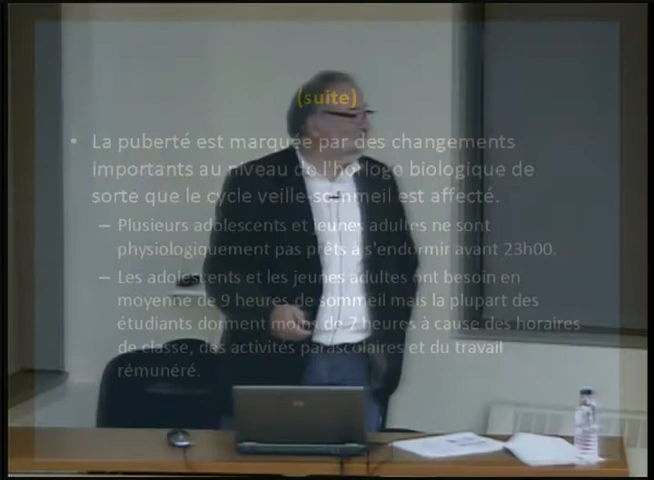 (suite)
• La puberté est marquée par des changements
importants au niveau de l'horloge biologique de
sorte que le cycle veille-sommeil est affecté.
– Plusieurs adolescents et jeunes adultes ne sont
physiologiquement pas prêts à s'endormir avant 23h00.
– Les adolescents et les jeunes adultes ont besoin en
moyenne de 9 heures de sommeil mais la plupart des
étudiants dorment moins de 7 heures à cause des horaires
de classe, des activités parascolaires et du travail
rémunéré.